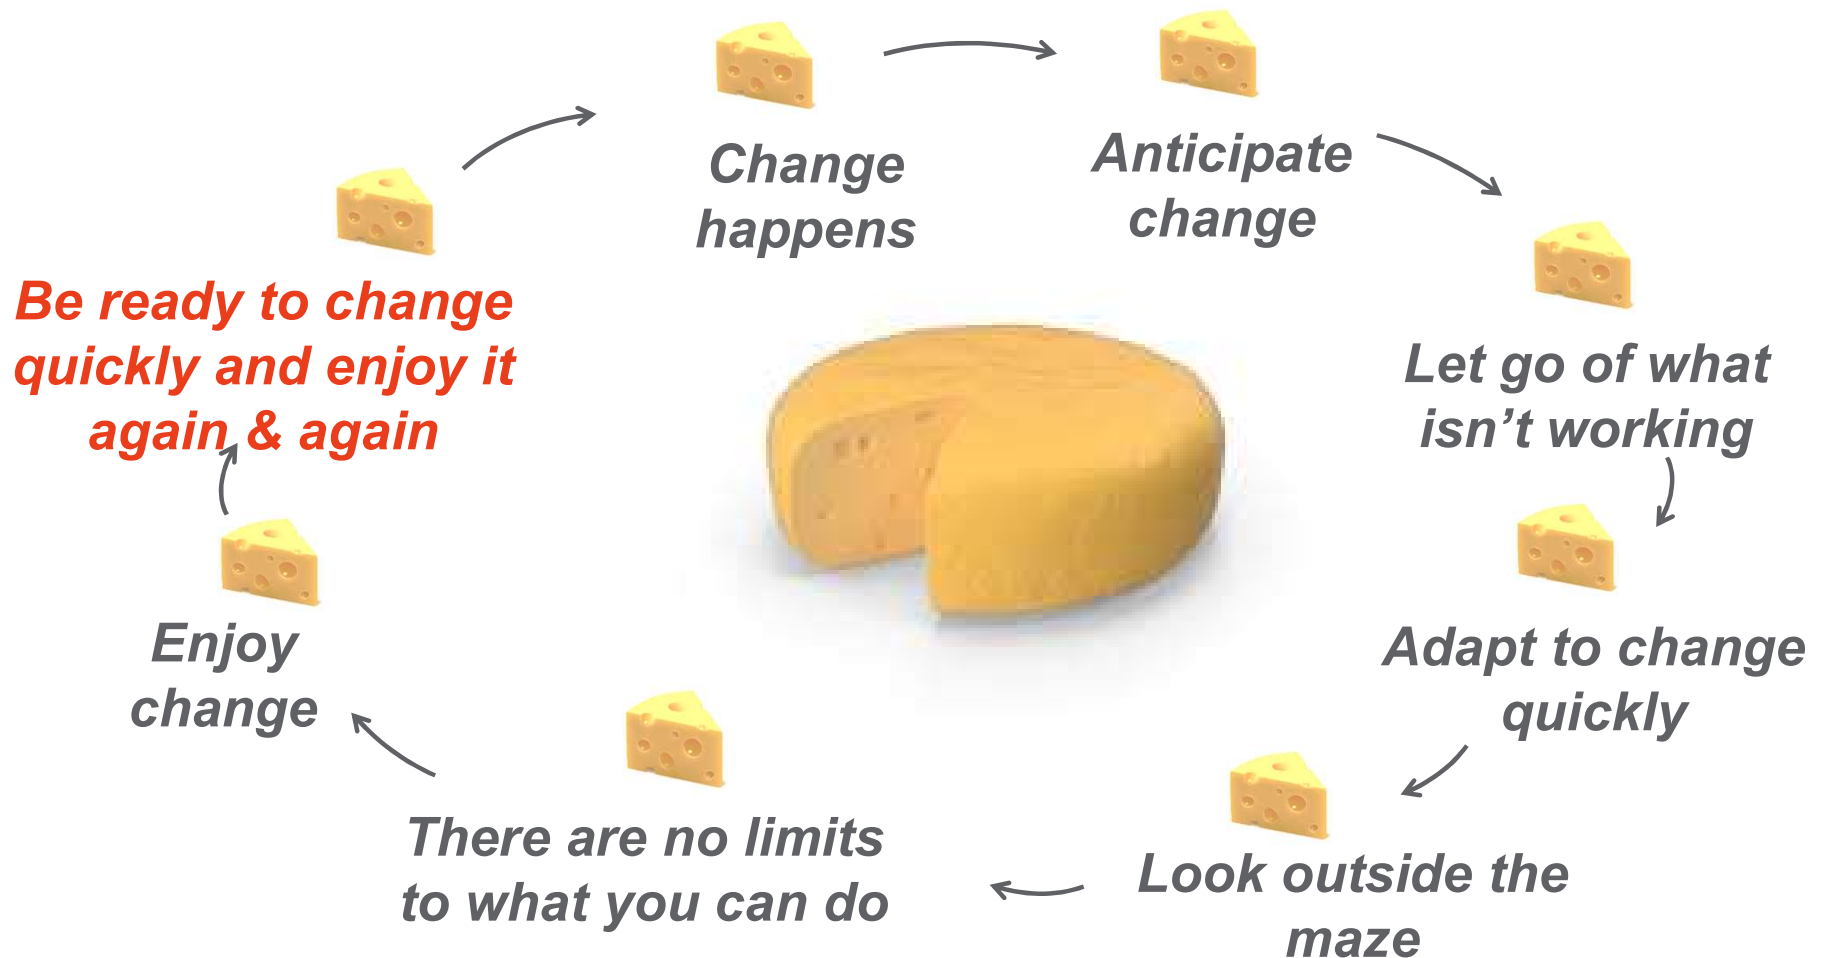 Change
happens
Anticipate
change
Let go of what
isn’t working
Adapt to change
quickly
Look outside the
maze
There are no limits
to what you can do
Enjoy
change
Be ready to change
quickly and enjoy it
again & again